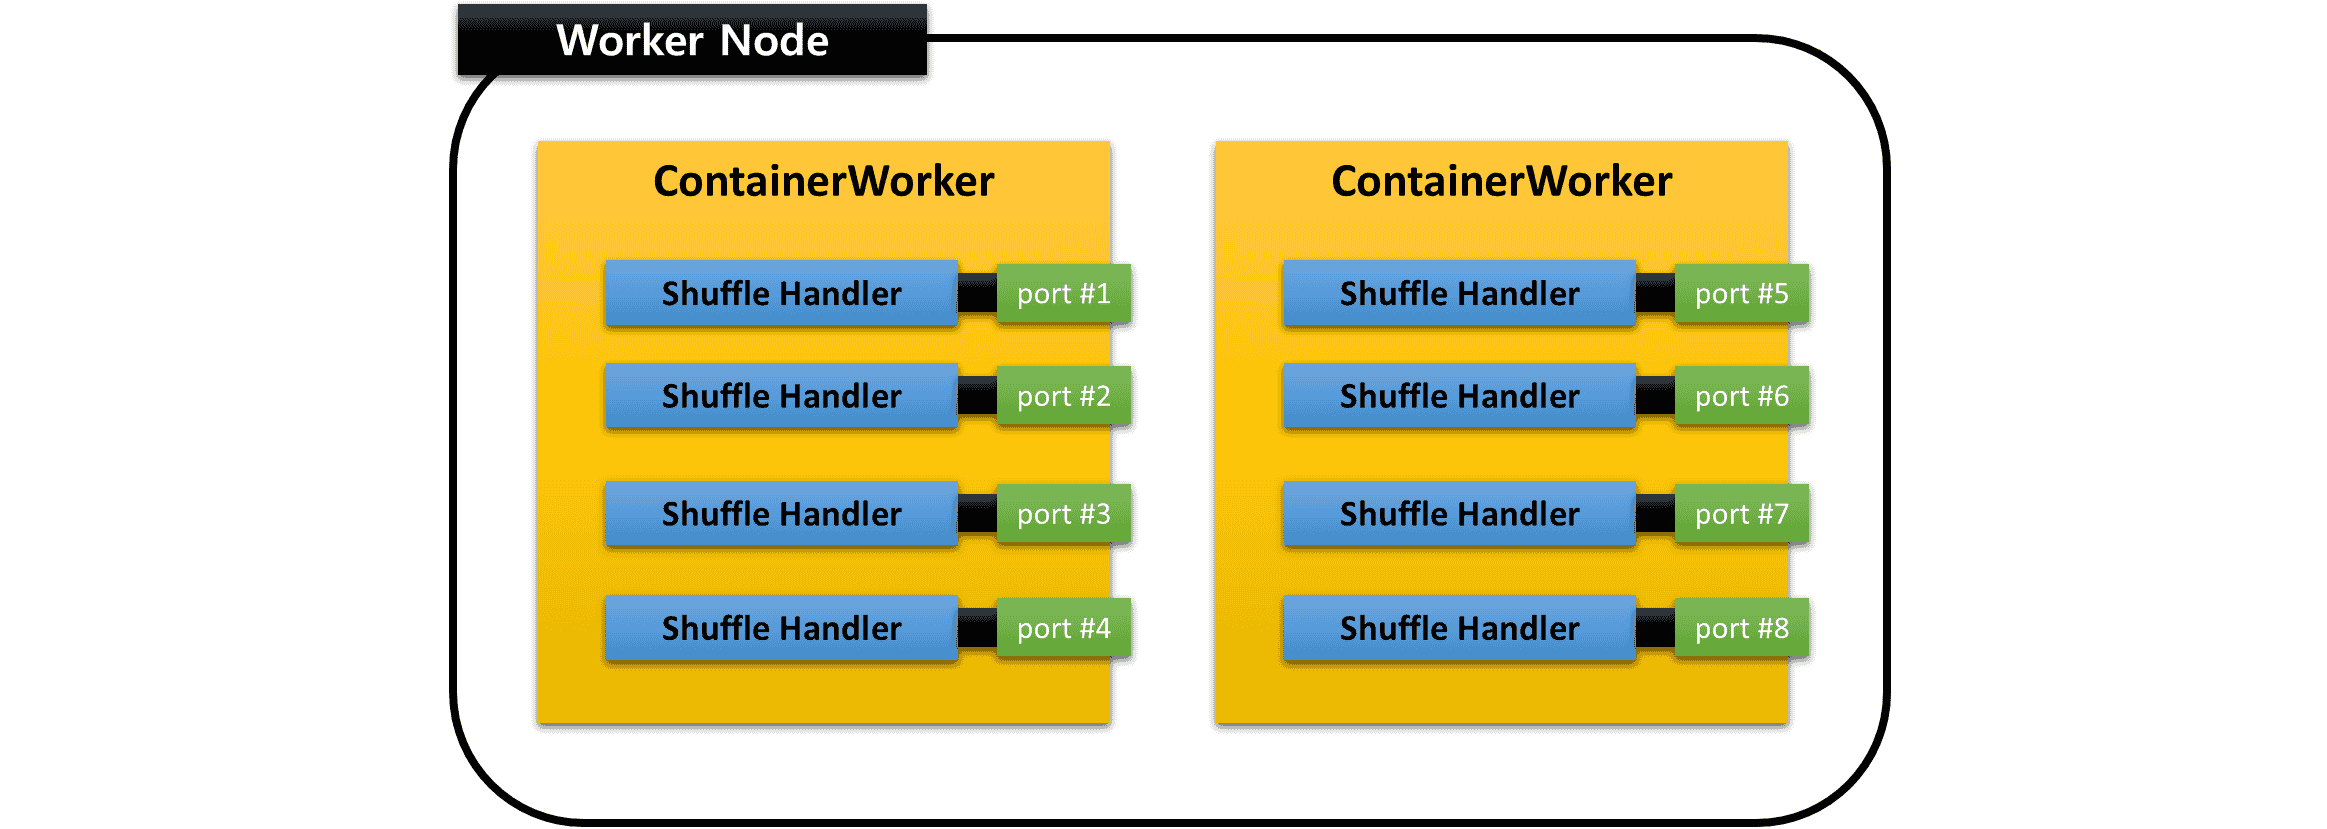 Worker Node
ContainerWorker
Shuffle Handler port #1
Shuffle Handler port #2
Shuffle Handler port #3
Shuffle Handler port #4
ContainerWorker
Shuffle Handler port #5
Shuffle Handler port #6
Shuffle Handler port #7
Shuffle Handler port #8